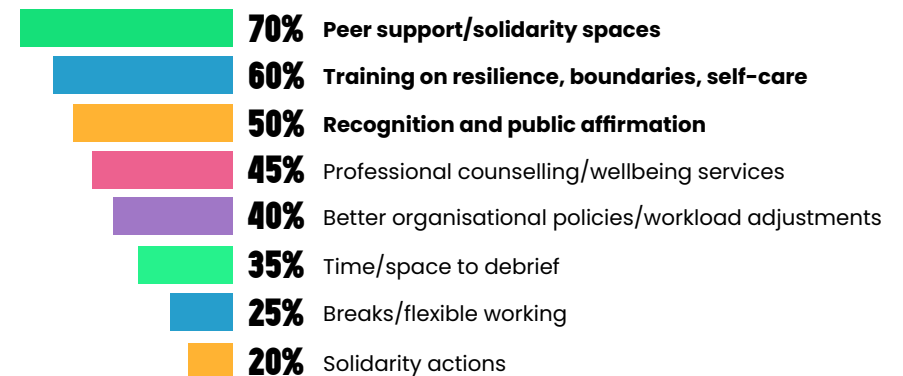 70% Peer support/solidarity spaces
60% Training on resilience, boundaries, self-care
50% Recognition and public affirmation
45% Professional counselling/wellbeing services
40% Better organisational policies/workload adjustments
35% Time/space to debrief
25% Breaks/flexible working
20% Solidarity actions